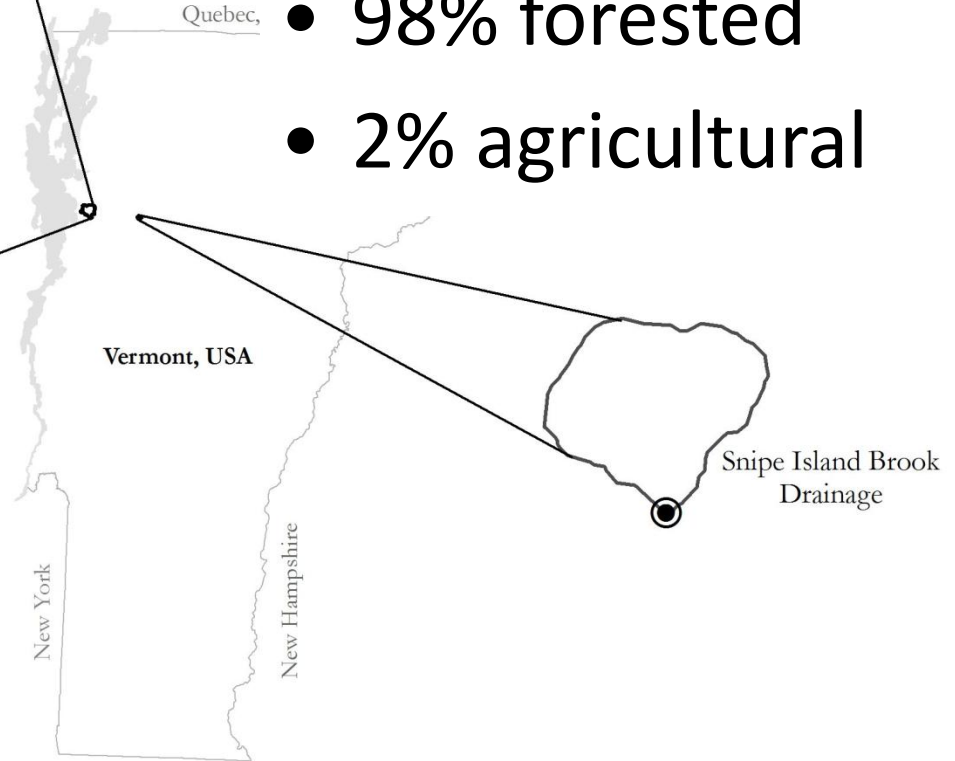 Quebec,
• 98% forested
• 2% agricultural
Vermont, USA
Snipe Island Brook
Drainage
New York
New Hampshire